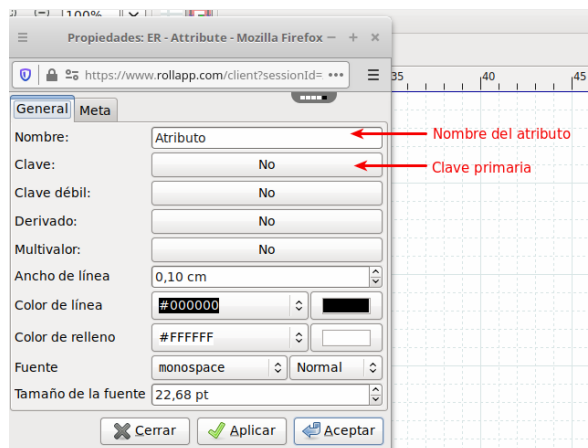 100%
Propiedades: ER - Attribute - Mozilla Firefox
https://www.rollapp.com/client?sessionId=
35 40 45
General Meta
Nombre: Atributo Nombre del atributo
Clave: No Clave primaria
Clave débil: No
Derivado: No
Multivalor: No
Ancho de línea 0,10 cm
Color de línea #000000
Color de relleno #FFFFFF
Fuente monospace Normal
Tamaño de la fuente 22,68 pt
Cerrar Aplicar Aceptar